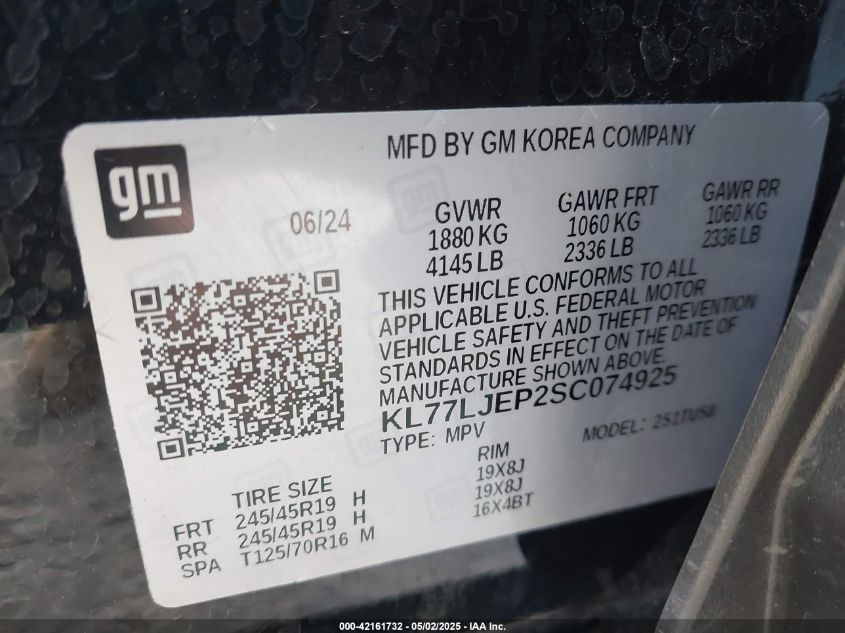 gm
MFD BY GM KOREA COMPANY
06/24
GVWR
1880 KG
4145 LB
GAWR FRT
1060 KG
2336 LB
GAWR RR
1060 KG
2336 LB
THIS VEHICLE CONFORMS TO ALL
APPLICABLE U.S. FEDERAL MOTOR
VEHICLE SAFETY AND THEFT PREVENTION
STANDARDS IN EFFECT ON THE DATE OF
MANUFACTURE SHOWN ABOVE.
KL77LJEP2SC074925
TYPE: MPV
MODEL: 251TU58
TIRE SIZE
RIM
FRT 245/45R19 H 19X8J
RR 245/45R19 H 19X8J
SPA T125/70R16 M 16X4BT
000-42161732 - 05/02/2025 - IAA Inc.